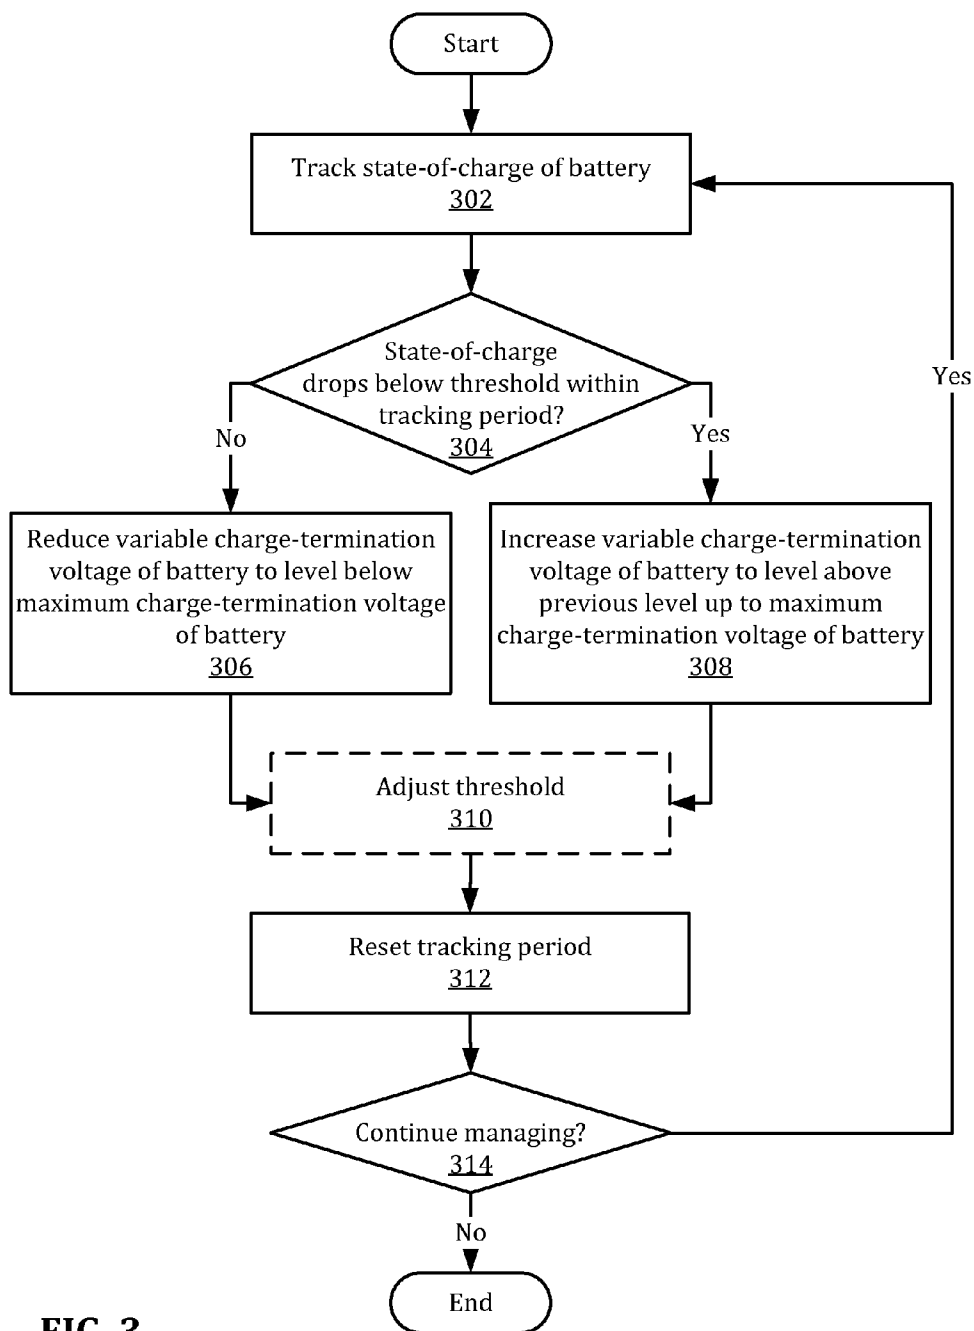 Start
Track state-of-charge of battery
302
State-of-charge
drops below threshold within
tracking period?
304
No
Yes
Yes
Reduce variable charge-termination
voltage of battery to level below
maximum charge-termination voltage
of battery
306
Increase variable charge-termination
voltage of battery to level above
previous level up to maximum
charge-termination voltage of battery
308
Adjust threshold
310
Reset tracking period
312
Continue managing?
314
No
End
FIG. 3